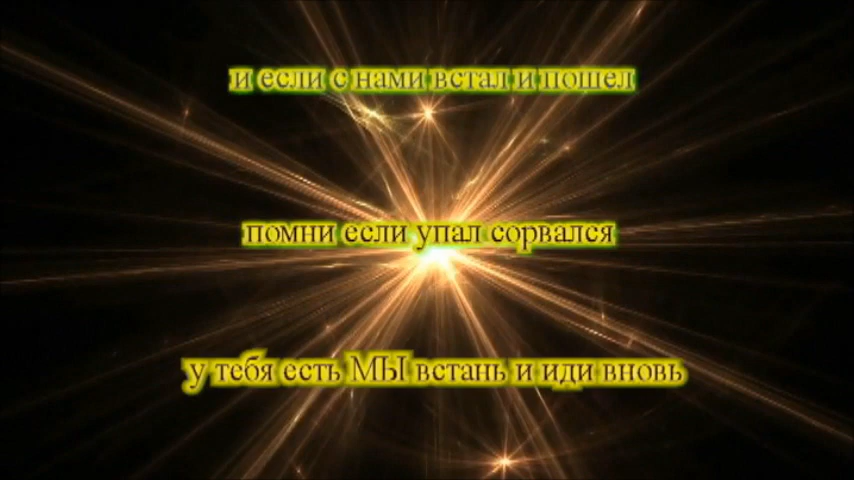 и если с нами встал и пошел
помни если упал сорвался
у тебя есть МЫ встань и иди вновь